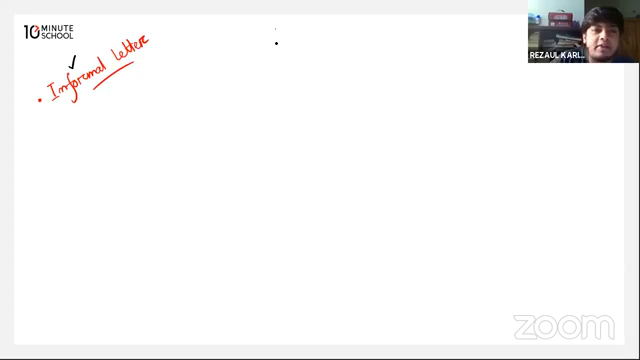 10 MINUTE
SCHOOL
• Informal Letter
REZAUL KARI...
zoom